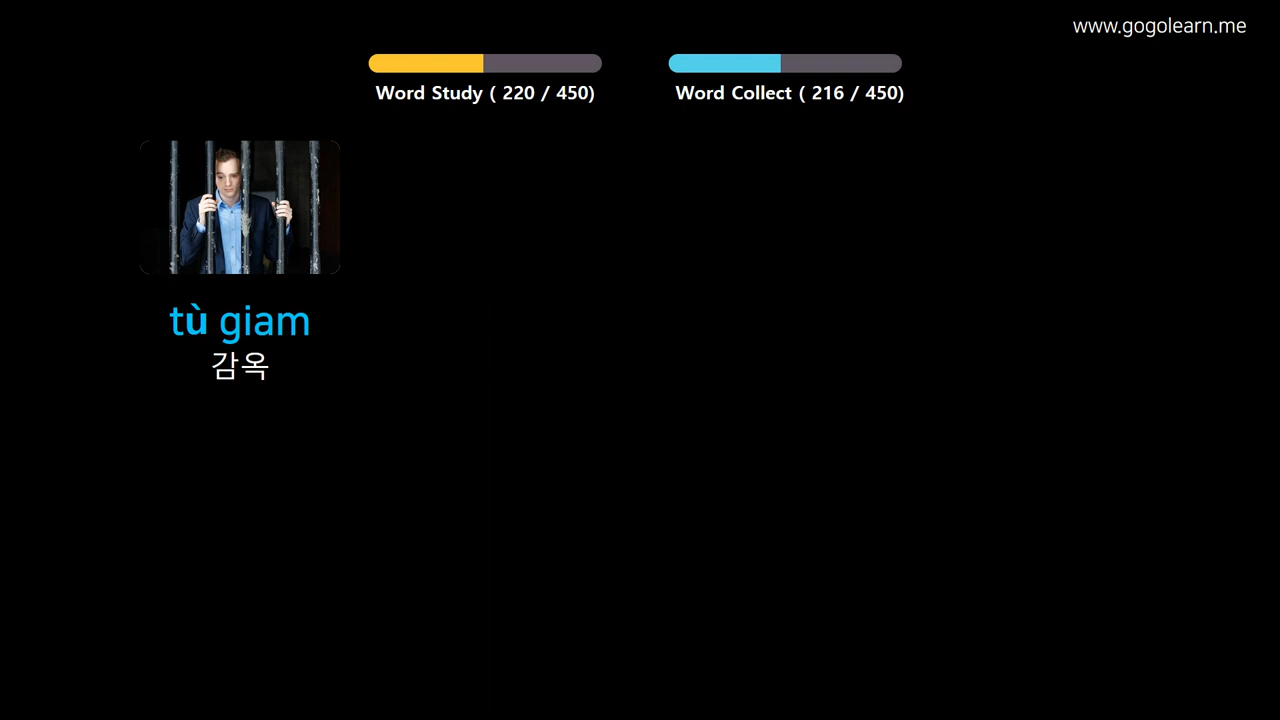 www.gogolearn.me
Word Study ( 220 / 450)
Word Collect ( 216 / 450)
tù giam
감옥